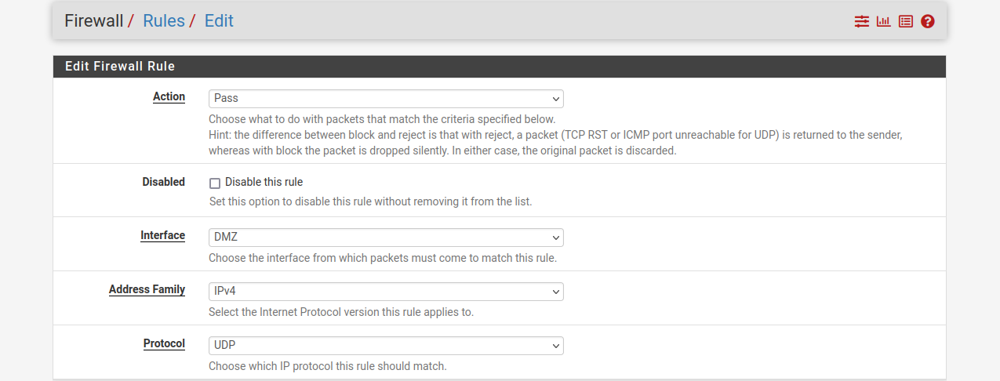 Firewall / Rules / Edit
Edit Firewall Rule
Action
Pass
Choose what to do with packets that match the criteria specified below.
Hint: the difference between block and reject is that with reject, a packet (TCP RST or ICMP port unreachable for UDP) is returned to the sender,
whereas with block the packet is dropped silently. In either case, the original packet is discarded.
Disabled
Disable this rule
Set this option to disable this rule without removing it from the list.
Interface
DMZ
Choose the interface from which packets must come to match this rule.
Address Family
IPv4
Select the Internet Protocol version this rule applies to.
Protocol
UDP
Choose which IP protocol this rule should match.